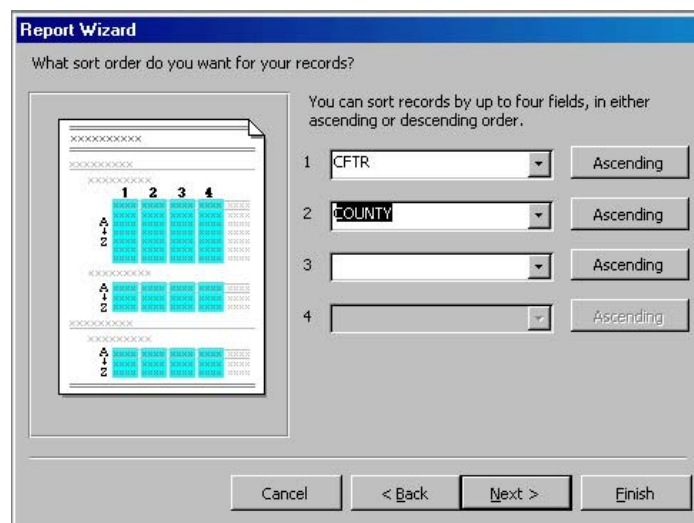 Report Wizard
What sort order do you want for your records?
You can sort records by up to four fields, in either
ascending or descending order.
1 CFTR Ascending
2 COUNTY Ascending
3 Ascending
4 Ascending
1 2 3 4
A
Z
A
Z
A
Z
Cancel < Back Next > Finish